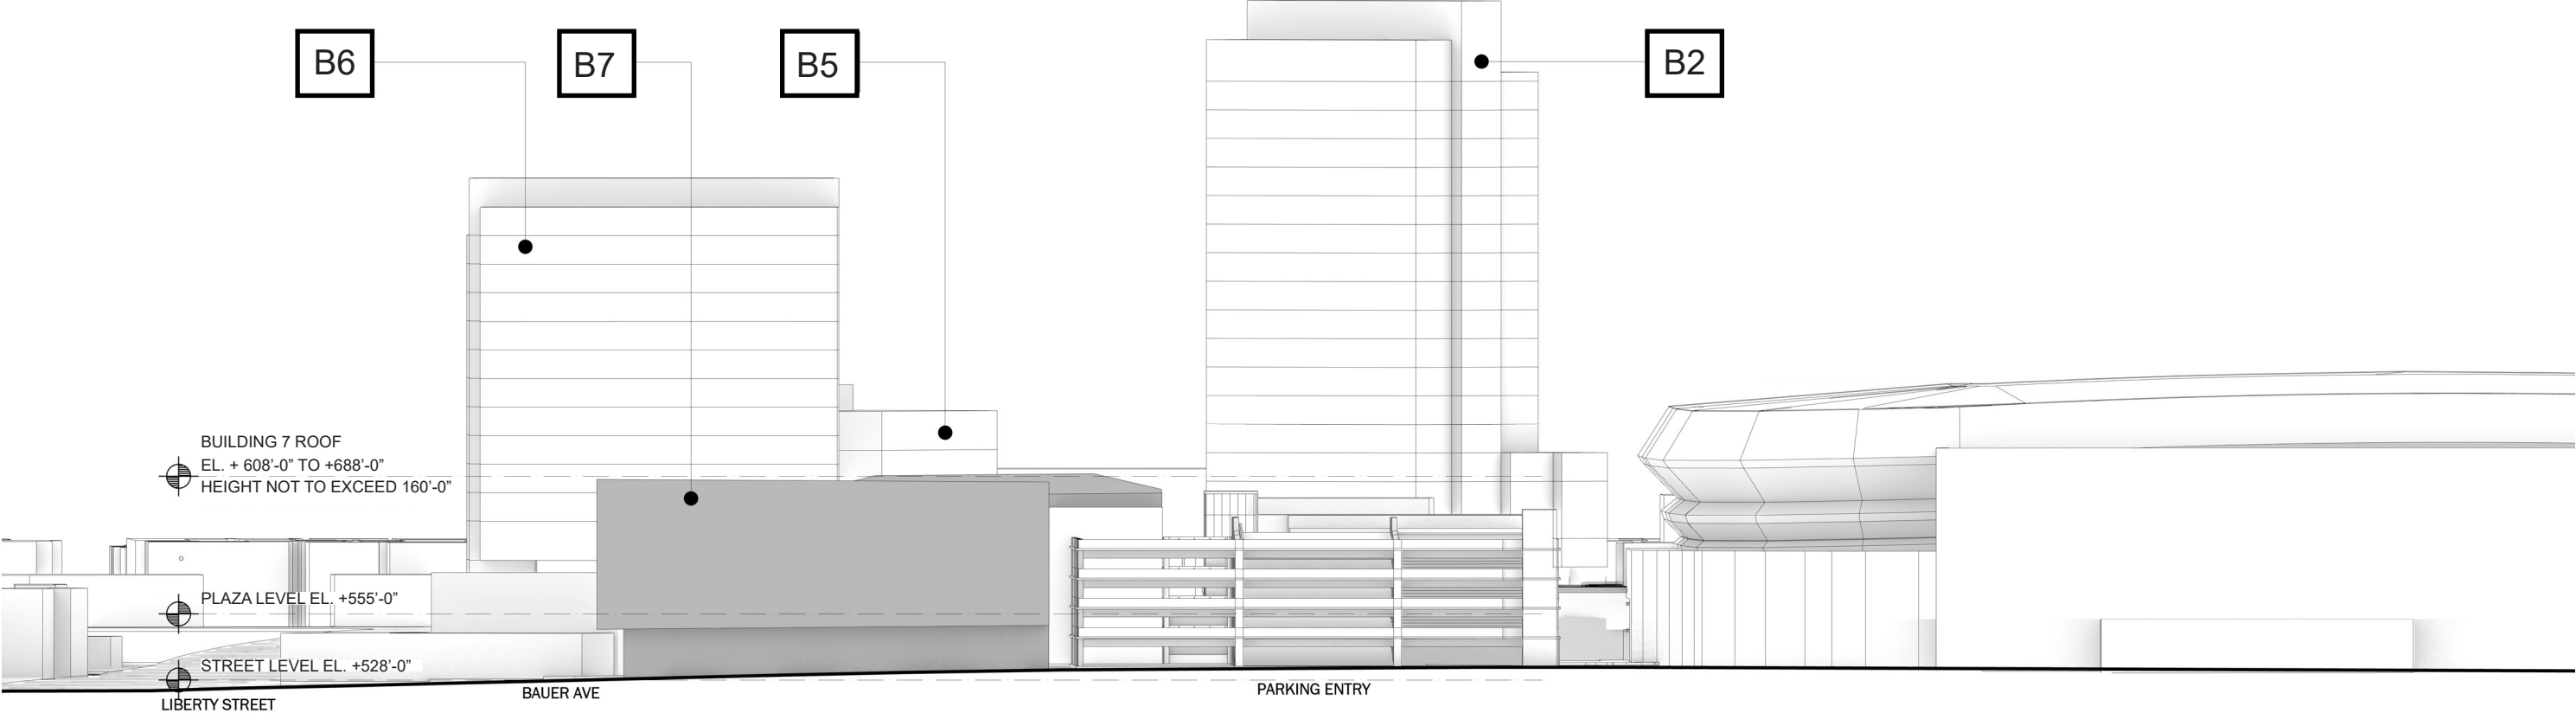 B6
B7
B5
B2
BUILDING 7 ROOF
EL. + 608'-0" TO +688'-0"
HEIGHT NOT TO EXCEED 160'-0"
PLAZA LEVEL EL. +555'-0"
STREET LEVEL EL. +528'-0"
LIBERTY STREET
BAUER AVE
PARKING ENTRY